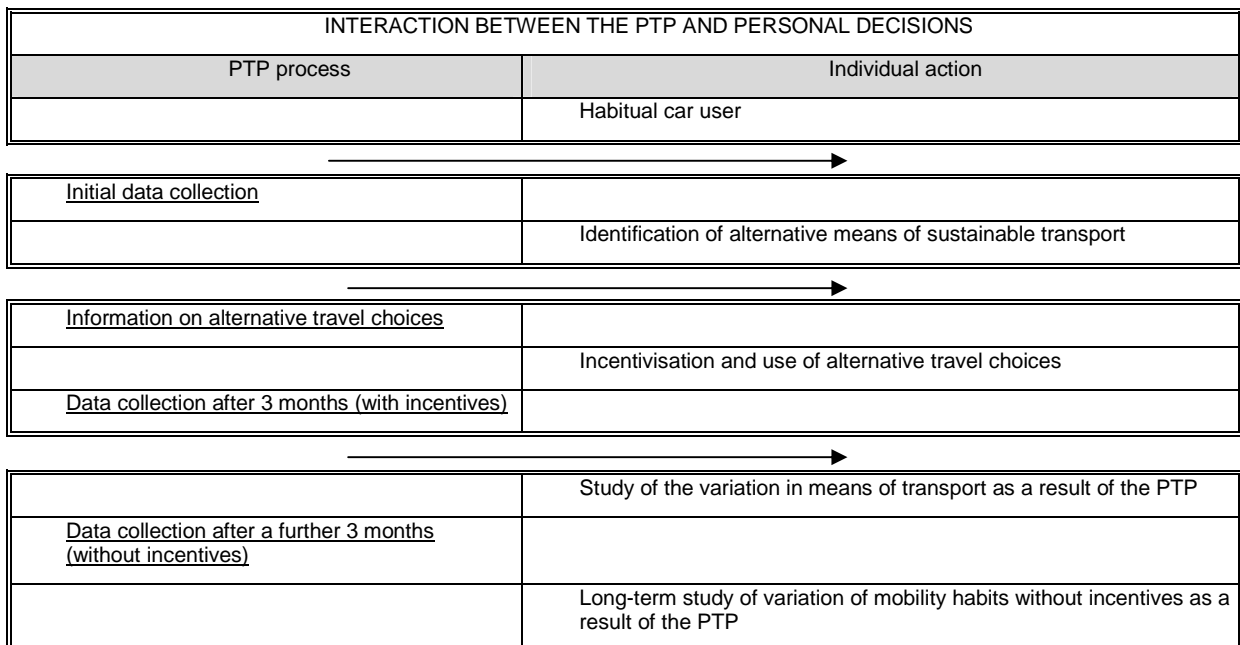 INTERACTION BETWEEN THE PTP AND PERSONAL DECISIONS
PTP process
Individual action
Habitual car user
Initial data collection
Identification of alternative means of sustainable transport
Information on alternative travel choices
Incentivisation and use of alternative travel choices
Data collection after 3 months (with incentives)
Study of the variation in means of transport as a result of the PTP
Data collection after a further 3 months
(without incentives)
Long-term study of variation of mobility habits without incentives as a
result of the PTP